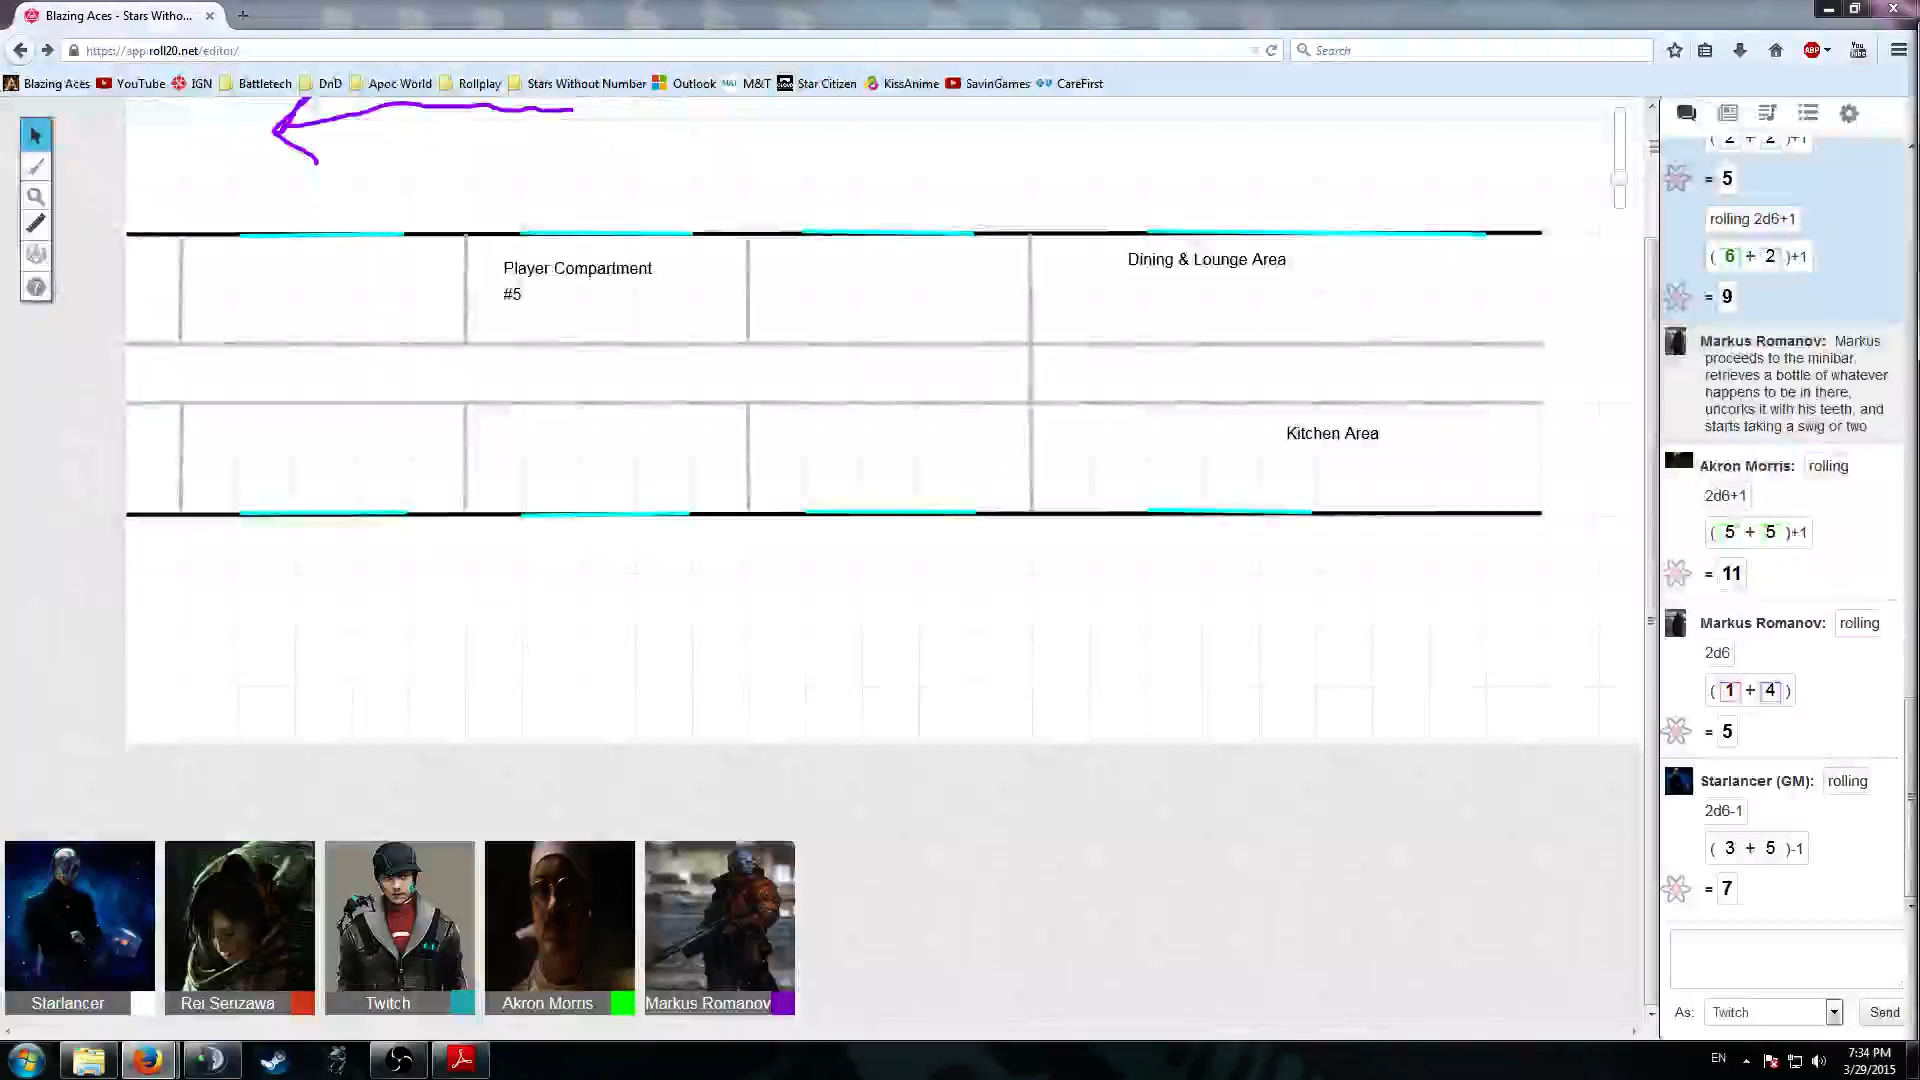 Blazing Aces - Stars Witho...
https://app.roll20.net/editor/
Search
ABP
You
Blazing Aces
YouTube
IGN
Battletech
DnD
Apoc World
Rollplay
Stars Without Number
Outlook
M&T
M&T
Star Citizen
KissAnime
SavinGames
CareFirst
Player Compartment
#5
Dining & Lounge Area
Kitchen Area
( 2 + 2 )+1
= 5
rolling 2d6+1
( 6 + 2 )+1
= 9
Markus Romanov: Markus
proceeds to the minibar,
retrieves a bottle of whatever
happens to be in there,
uncorks it with his teeth, and
starts taking a swig or two
Akron Morris: rolling
2d6+1
( 5 + 5 )+1
= 11
Markus Romanov: rolling
2d6
( 1 + 4 )
= 5
Starlancer (GM): rolling
2d6-1
( 3 + 5 )-1
= 7
Starlancer
Rei Serizawa
Twitch
Akron Morris
Markus Romanov
As: Twitch
Send
EN
7:34 PM
3/29/2015